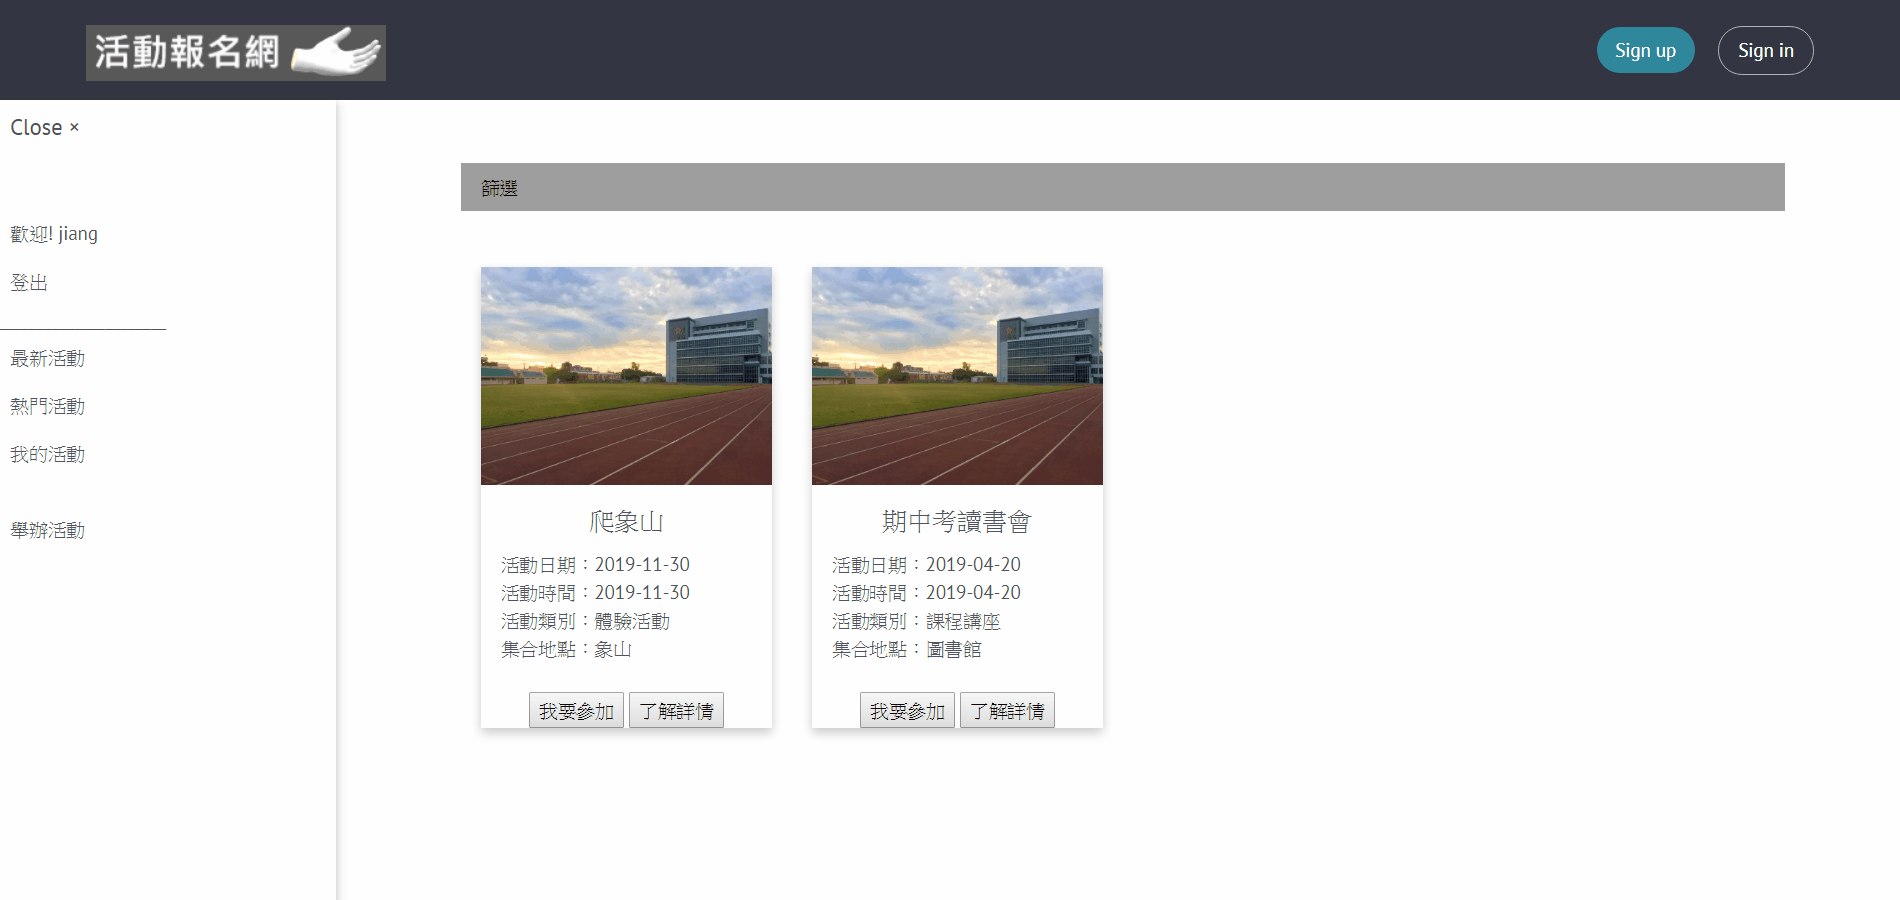 活動報名網
Sign up
Sign in
Close ×
歡迎! jiang
登出
最新活動
熱門活動
我的活動
舉辦活動
篩選
爬象山
活動日期：2019-11-30
活動時間：2019-11-30
活動類別：體驗活動
集合地點：象山
我要參加
了解詳情
期中考讀書會
活動日期：2019-04-20
活動時間：2019-04-20
活動類別：課程講座
集合地點：圖書館
我要參加
了解詳情